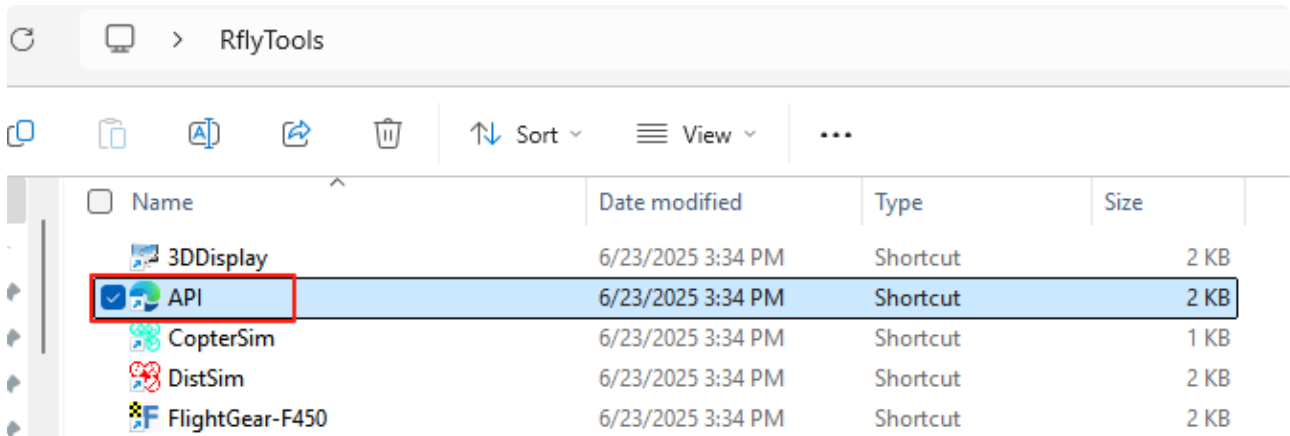 RflyTools
Sort View
Name Date modified Type Size
3DDisplay 6/23/2025 3:34 PM Shortcut 2 KB
API 6/23/2025 3:34 PM Shortcut 2 KB
CopterSim 6/23/2025 3:34 PM Shortcut 1 KB
DistSim 6/23/2025 3:34 PM Shortcut 2 KB
FlightGear-F450 6/23/2025 3:34 PM Shortcut 2 KB